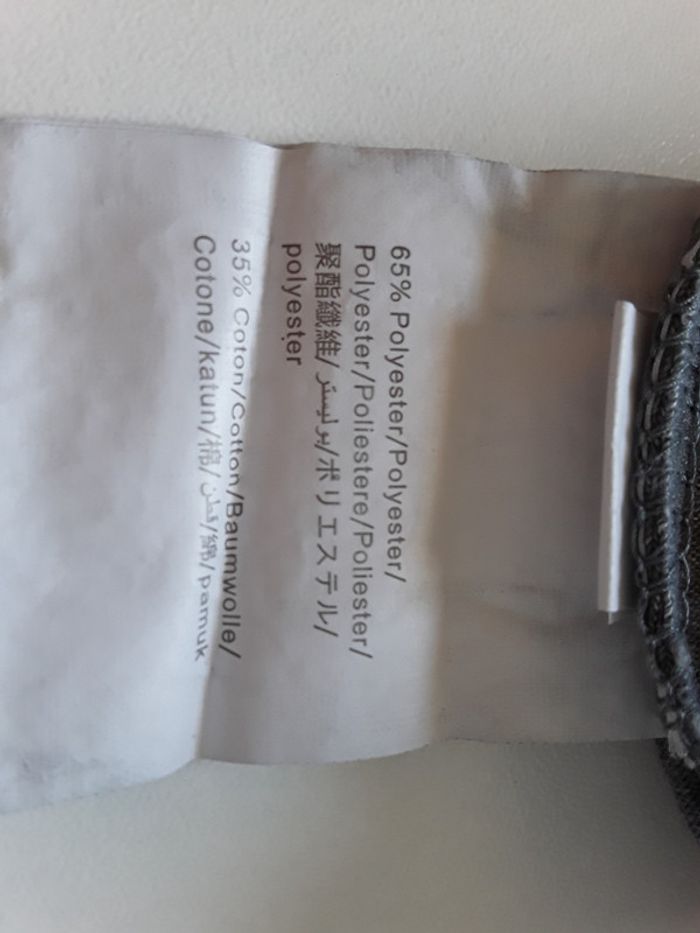 65% Polyester/Polyester/
Polyester/Poliestere/Poliester/
聚酯纖維/بوليستر/ポリエステル/
polyester
35% Coton/Cotton/Baumwolle/
Cotone/katun/棉/قطن/綿/pamuk